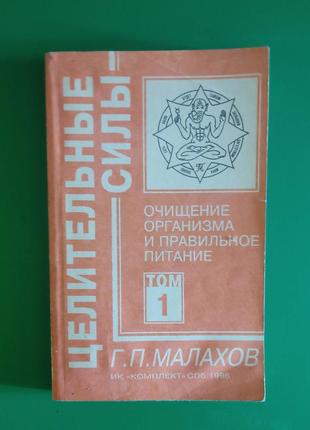 ЦЕЛИТЕЛЬНЫЕ
СИЛЫ
ОЧИЩЕНИЕ
ОРГАНИЗМА
И ПРАВИЛЬНОЕ
ПИТАНИЕ
ТОМ
1
Г.П.МАЛАХОВ
ИК «КОМПЛЕКТ» СПб 1996